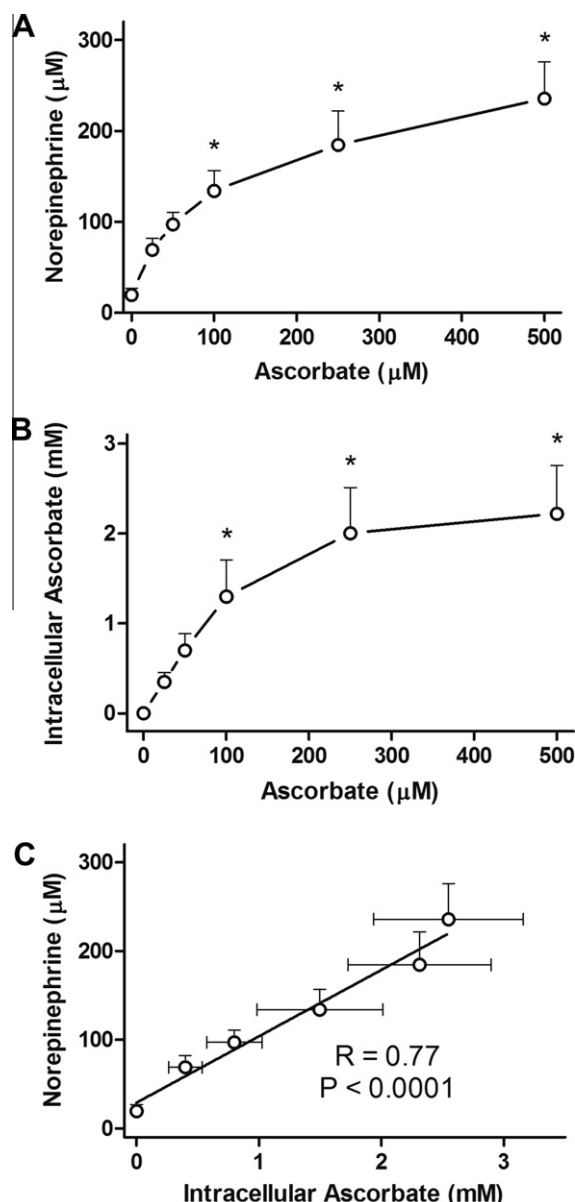 A
Norepinephrine (μM)
300
200
100
0
*
*
*
0 100 200 300 400 500
Ascorbate (μM)
B
Intracellular Ascorbate (mM)
3
2
1
0
*
*
*
0 100 200 300 400 500
Ascorbate (μM)
C
Norepinephrine (μM)
300
200
100
0
R = 0.77
P < 0.0001
0 1 2 3
Intracellular Ascorbate (mM)